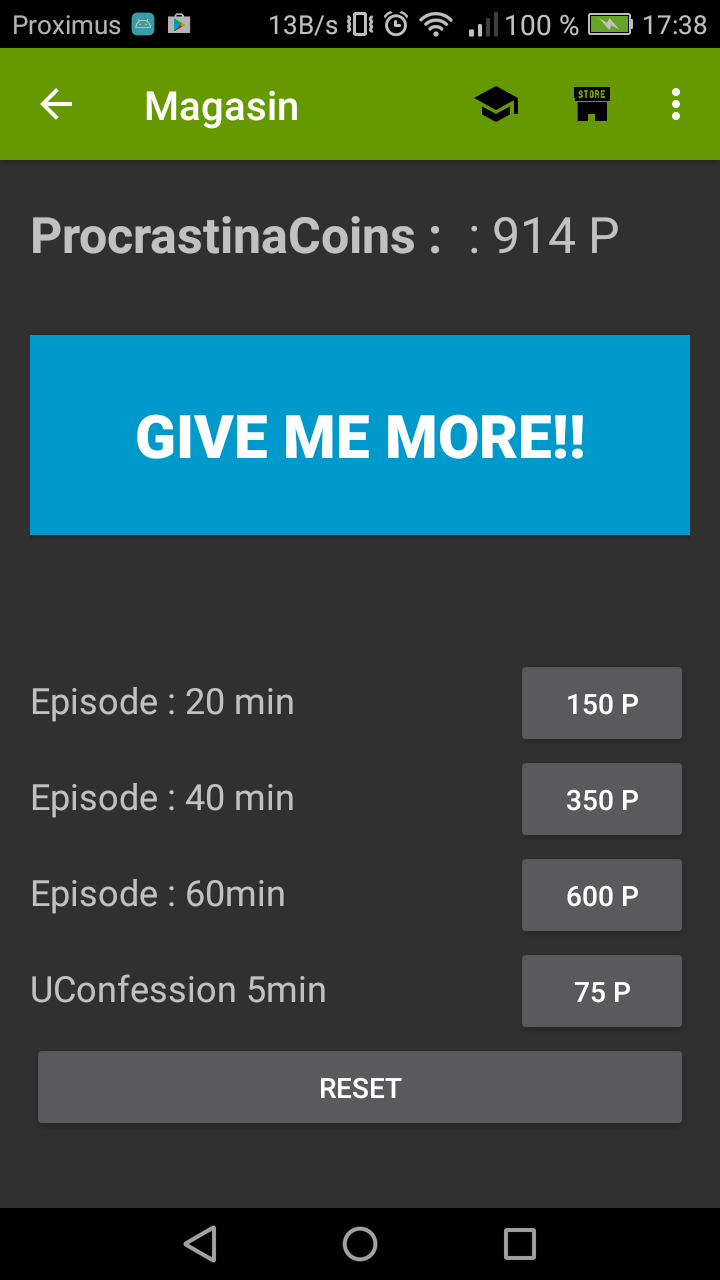 Proximus 13B/s 100 % 17:38
Magasin STORE
ProcrastinaCoins : : 914 P
GIVE ME MORE!!
Episode : 20 min 150 P
Episode : 40 min 350 P
Episode : 60min 600 P
UConfession 5min 75 P
RESET